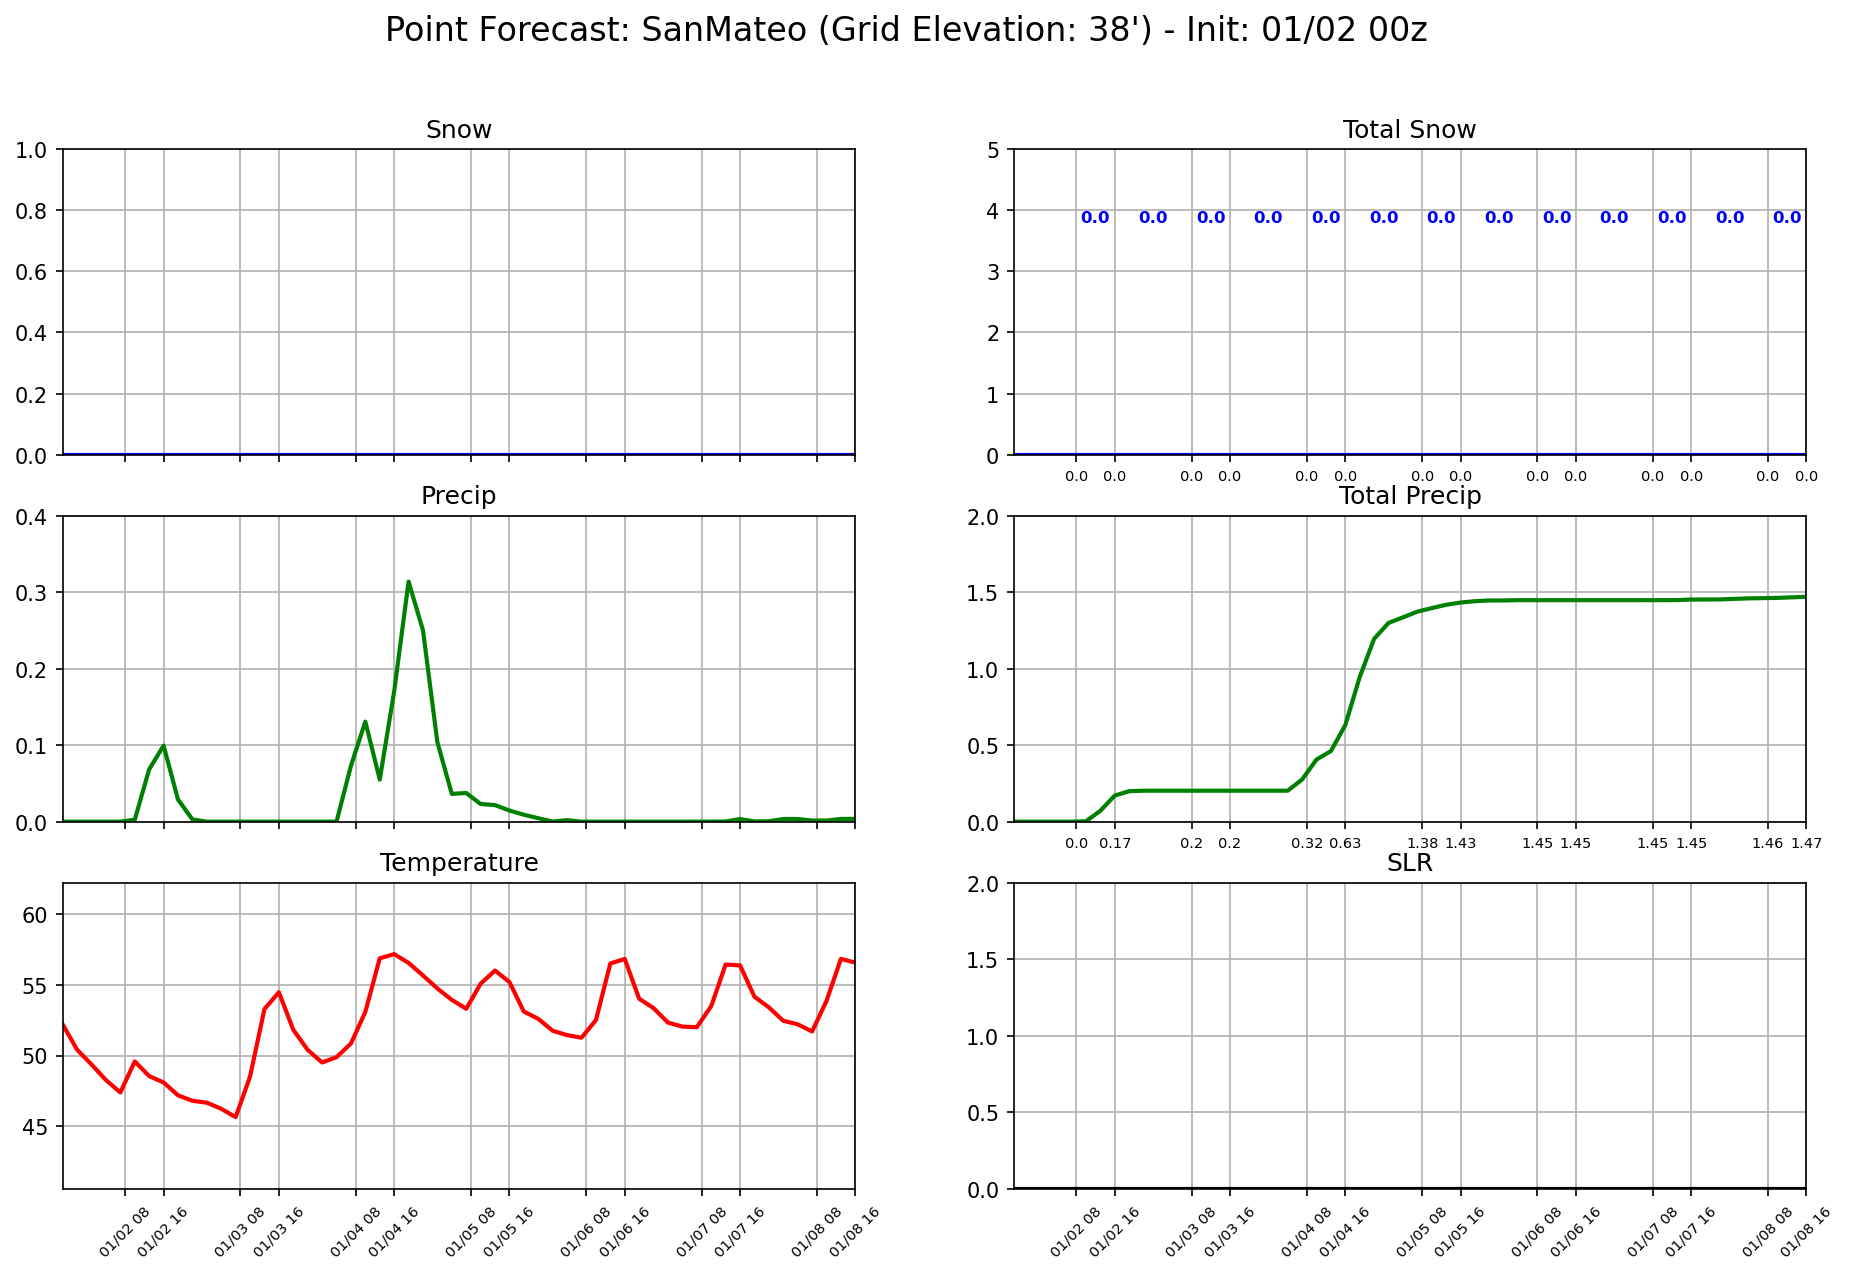 Point Forecast: SanMateo (Grid Elevation: 38') - Init: 01/02 00z
Snow
1.0
0.8
0.6
0.4
0.2
0.0
Total Snow
5
4
3
2
1
0
0.0 0.0 0.0 0.0 0.0 0.0 0.0 0.0 0.0 0.0 0.0 0.0 0.0
0.0 0.0 0.0 0.0 0.0 0.0 0.0 0.0 0.0 0.0 0.0 0.0 0.0 0.0
Precip
0.4
0.3
0.2
0.1
0.0
Total Precip
2.0
1.5
1.0
0.5
0.0
0.0 0.17 0.2 0.2 0.32 0.63 1.38 1.43 1.45 1.45 1.45 1.45 1.46 1.47
Temperature
60
55
50
45
01/02 08 01/02 16 01/03 08 01/03 16 01/04 08 01/04 16 01/05 08 01/05 16 01/06 08 01/06 16 01/07 08 01/07 16 01/08 08 01/08 16
SLR
2.0
1.5
1.0
0.5
0.0
01/02 08 01/02 16 01/03 08 01/03 16 01/04 08 01/04 16 01/05 08 01/05 16 01/06 08 01/06 16 01/07 08 01/07 16 01/08 08 01/08 16